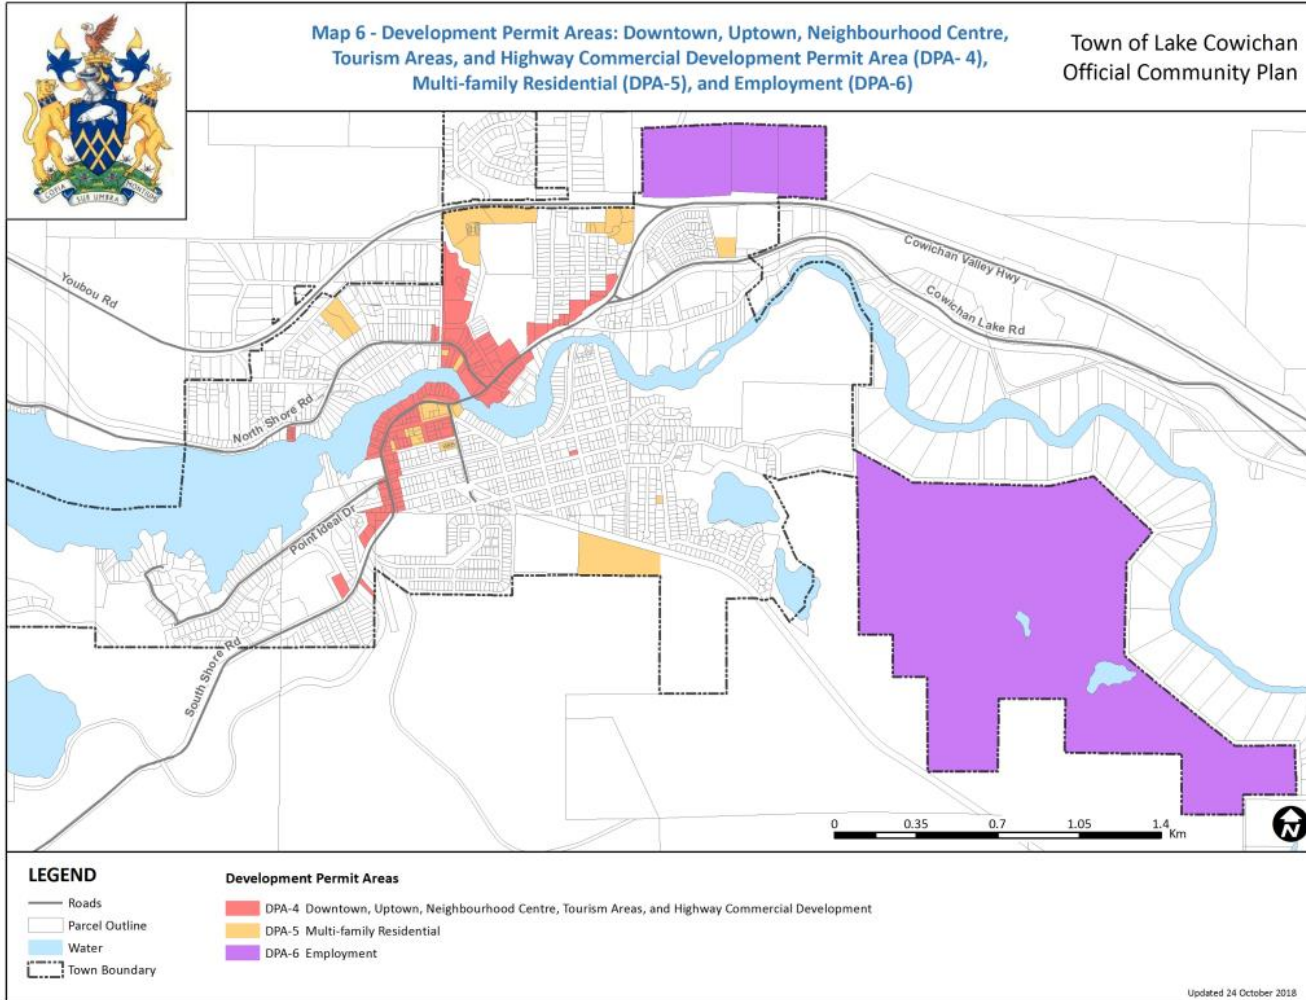 Map 6 - Development Permit Areas: Downtown, Uptown, Neighbourhood Centre,
Tourism Areas, and Highway Commercial Development Permit Area (DPA- 4),
Multi-family Residential (DPA-5), and Employment (DPA-6)
Town of Lake Cowichan
Official Community Plan
COPIA
SUB UMBRA
MONTIUM
Youbou Rd
Cowichan Valley Hwy
Cowichan Lake Rd
North Shore Rd
Point Ideal Dr
South Shore Rd
0 0.35 0.7 1.05 1.4
Km
N
LEGEND
Roads
Parcel Outline
Water
Town Boundary
Development Permit Areas
DPA-4 Downtown, Uptown, Neighbourhood Centre, Tourism Areas, and Highway Commercial Development
DPA-5 Multi-family Residential
DPA-6 Employment
Updated 24 October 2018